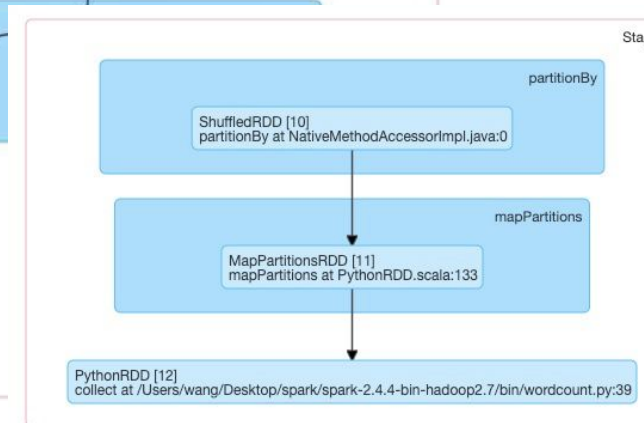 Sta
partitionBy
ShuffledRDD [10]
partitionBy at NativeMethodAccessorImpl.java:0
mapPartitions
MapPartitionsRDD [11]
mapPartitions at PythonRDD.scala:133
PythonRDD [12]
collect at /Users/wang/Desktop/spark/spark-2.4.4-bin-hadoop2.7/bin/wordcount.py:39